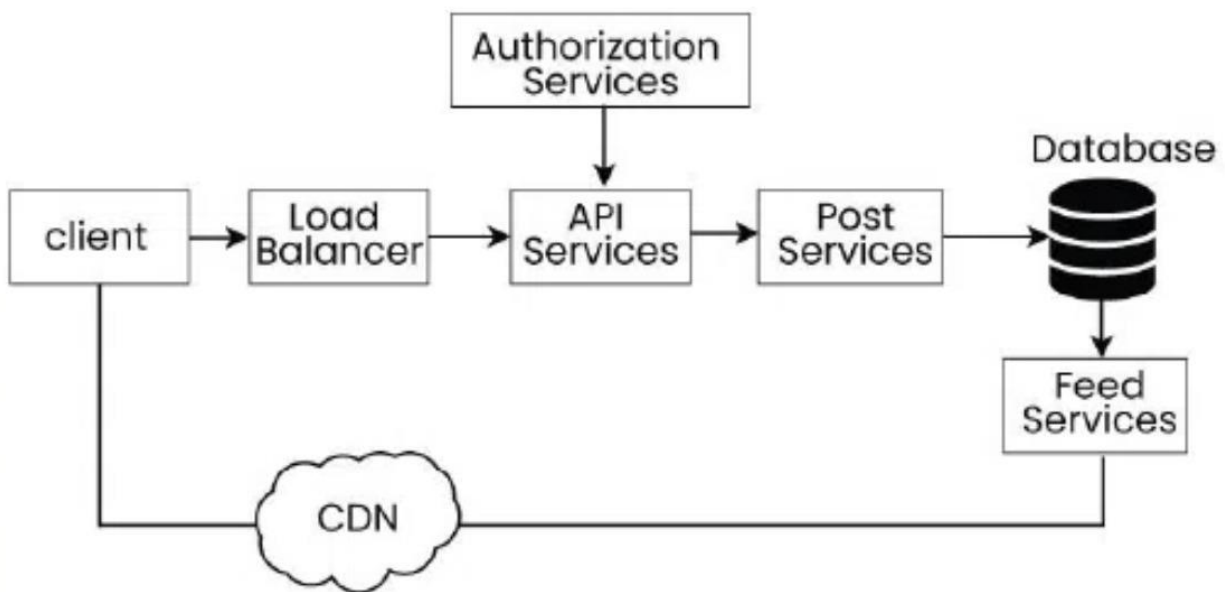 Authorization
Services
Database
client
Load
Balancer
API
Services
Post
Services
Feed
Services
CDN